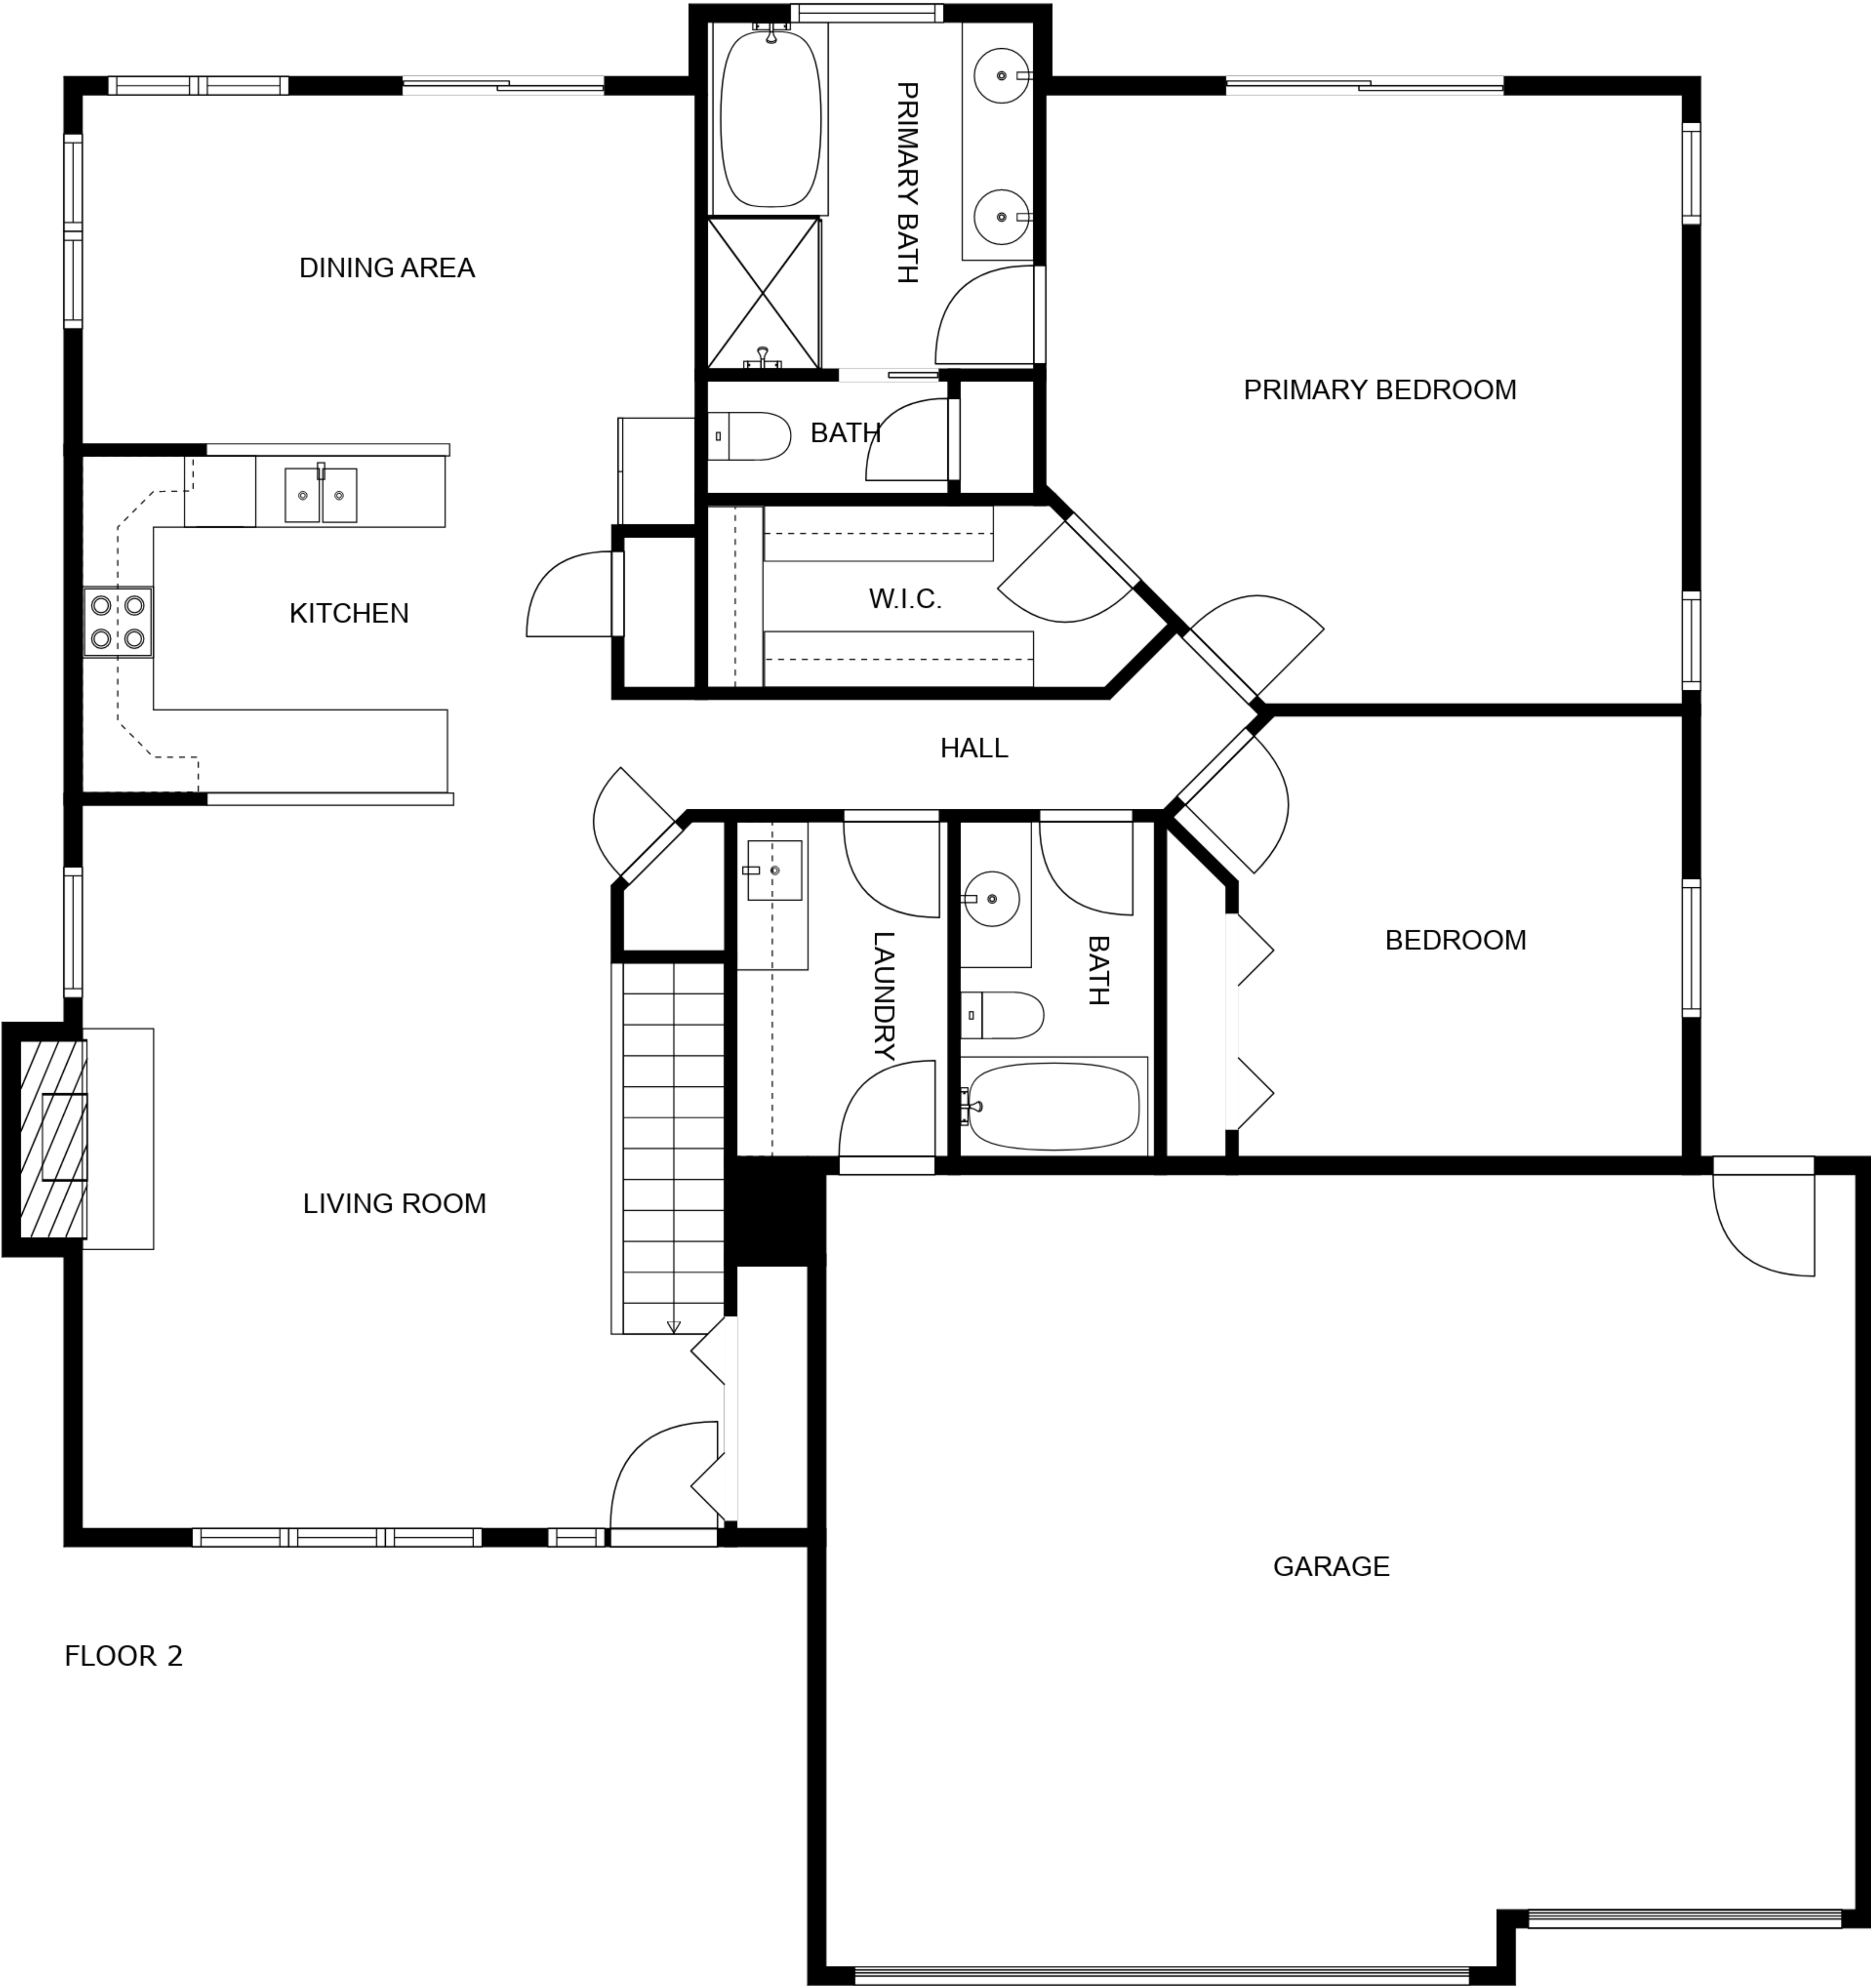 PRIMARY BATH
DINING AREA
PRIMARY BEDROOM
BATH
W.I.C.
KITCHEN
HALL
BEDROOM
LAUNDRY
BATH
LIVING ROOM
GARAGE
FLOOR 2